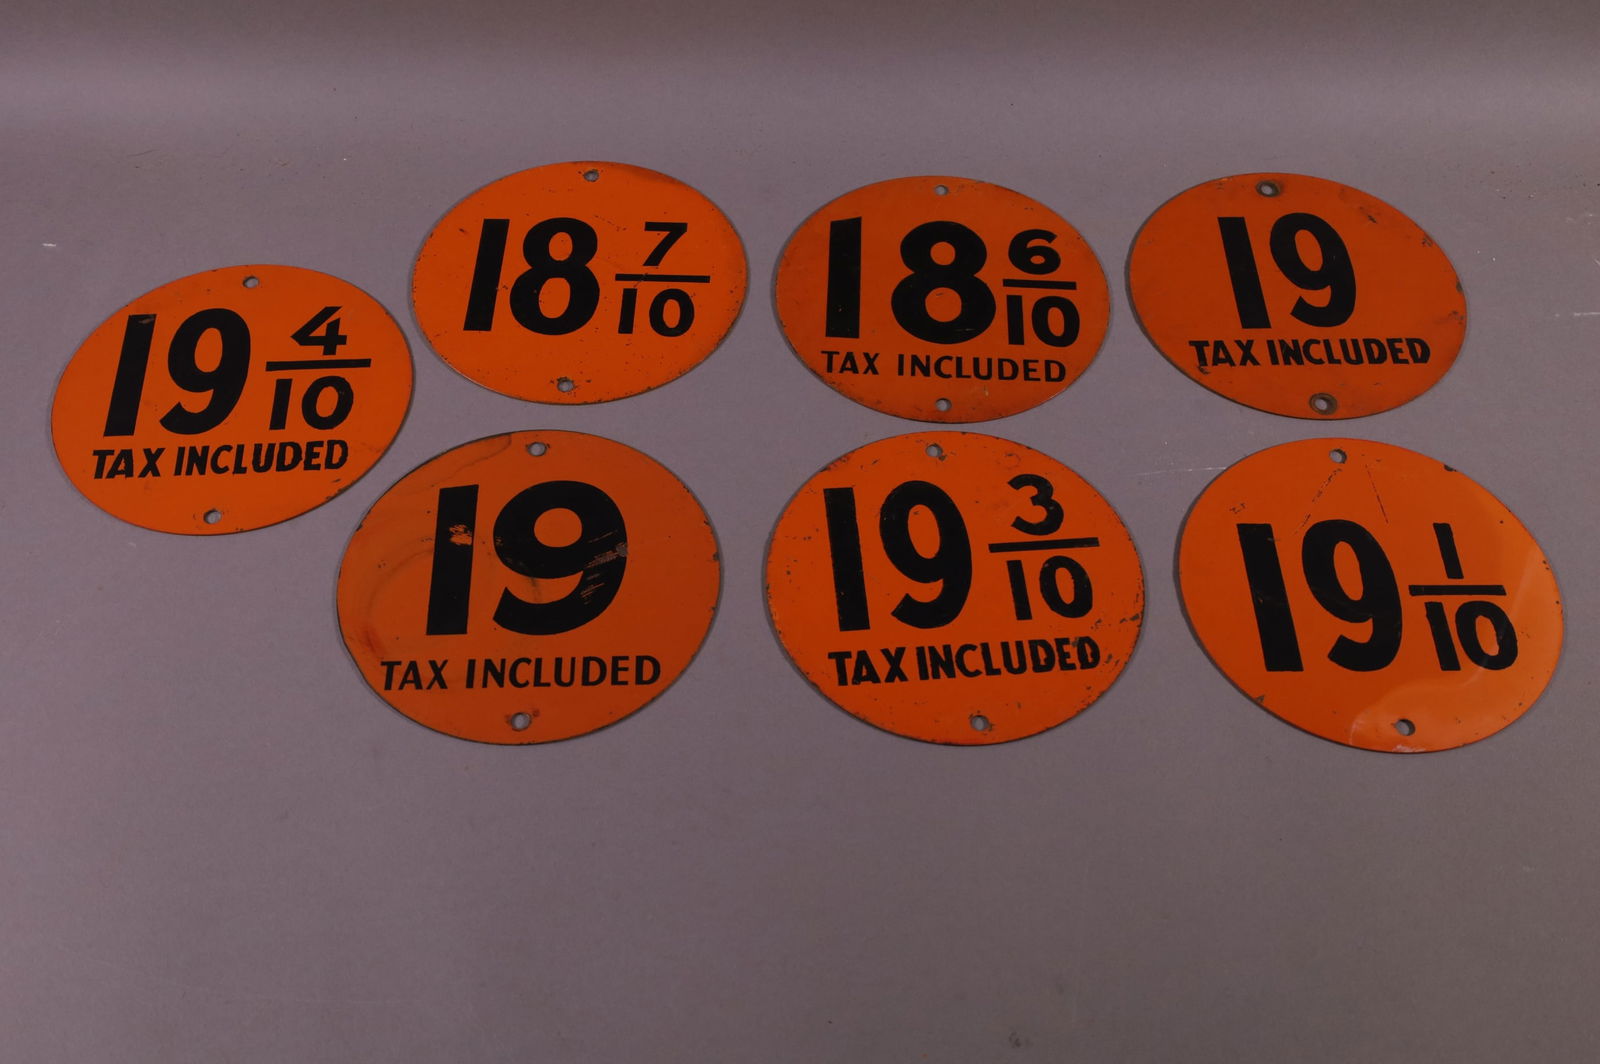 19 4/10
TAX INCLUDED
18 7/10
18 6/10
TAX INCLUDED
19
TAX INCLUDED
19
TAX INCLUDED
19 3/10
TAX INCLUDED
19 1/10